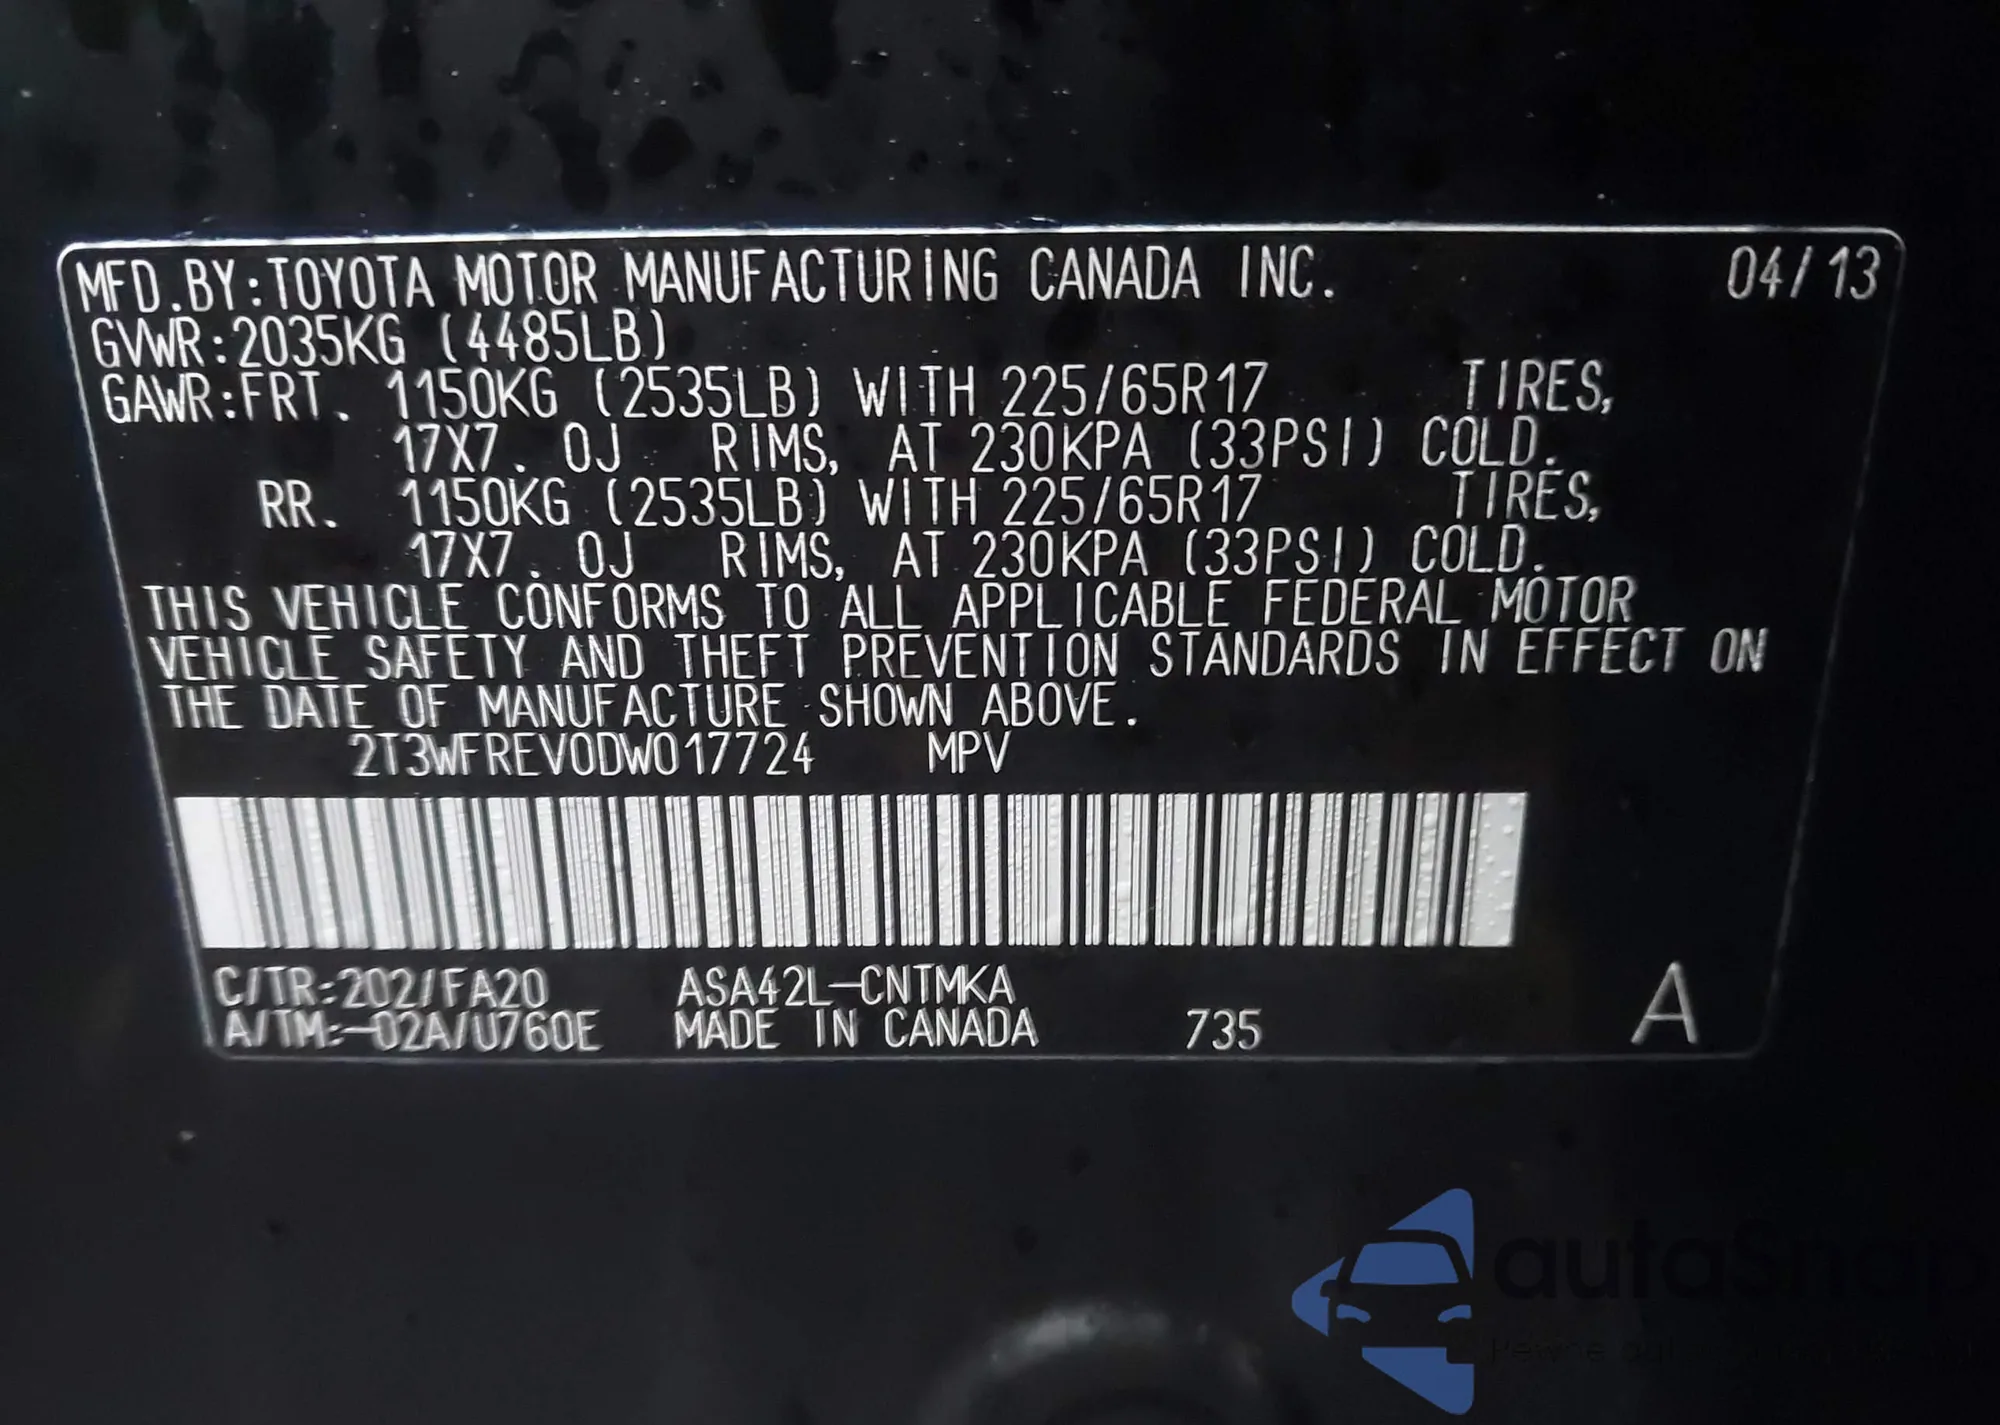 MFD.BY:TOYOTA MOTOR MANUFACTURING CANADA INC. 04/13
GVWR:2035KG (4485LB)
GAWR:FRT. 1150KG (2535LB) WITH 225/65R17 TIRES,
17X7.0J RIMS, AT 230KPA (33PSI) COLD.
RR. 1150KG (2535LB) WITH 225/65R17 TIRES,
17X7.0J RIMS, AT 230KPA (33PSI) COLD.
THIS VEHICLE CONFORMS TO ALL APPLICABLE FEDERAL MOTOR
VEHICLE SAFETY AND THEFT PREVENTION STANDARDS IN EFFECT ON
THE DATE OF MANUFACTURE SHOWN ABOVE.
2T3WFREV0DW017724 MPV
C/TR:202/FA20 ASA42L-CNTMKA
A/TM:-02A/U760E MADE IN CANADA 735 A
autaSnap
Pewne auta